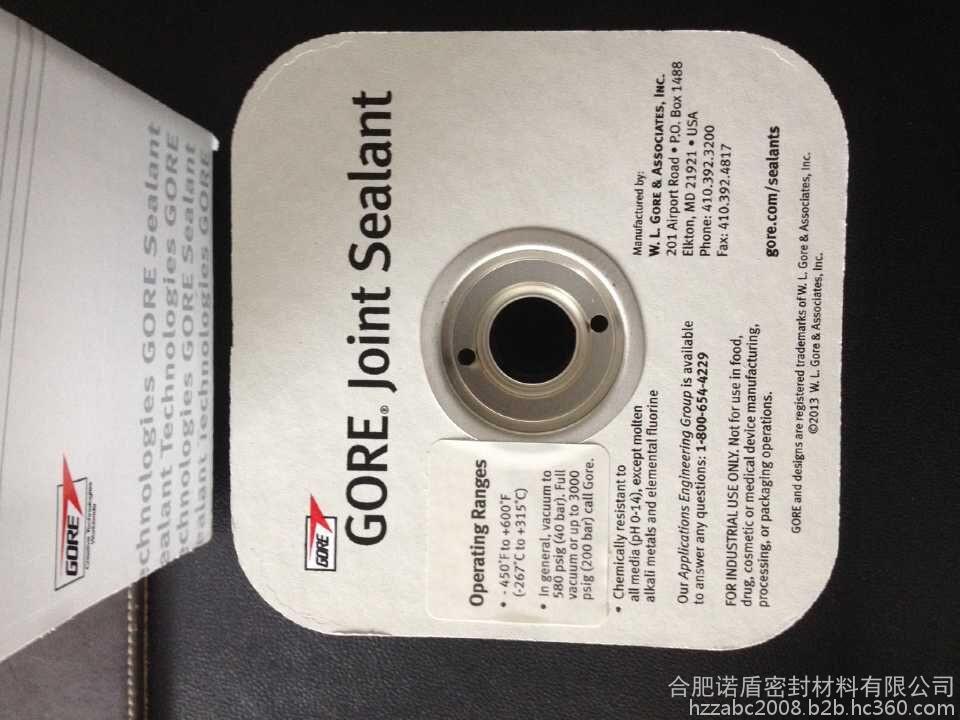 GORE
GORE® Joint Sealant
Operating Ranges
• - 450°F to +600°F
(-267°C to +315°C)
• In general, vacuum to
580 psig (40 bar). Full
vacuum or up to 3000
psig (200 bar) call Gore.
• Chemically resistant to
all media (pH 0-14), except molten
alkali metals and elemental fluorine
Our Applications Engineering Group is available
to answer any questions: 1-800-654-4229
FOR INDUSTRIAL USE ONLY. Not for use in food,
drug, cosmetic or medical device manufacturing,
processing, or packaging operations.
Manufactured by:
W. L. GORE & ASSOCIATES, INC.
201 Airport Road • P.O. Box 1488
Elkton, MD 21921 • USA
Phone: 410.392.3200
Fax: 410.392.4817
gore.com/sealants
GORE and designs are registered trademarks of W. L. Gore & Associates, Inc.
©2013 W. L. Gore & Associates, Inc.
GORE
Creative Technologies
Worldwide
echnologies GORE Sealant
ealant Technologies GORE
echnologies GORE Sealant
ealant Technologies GORE
合肥诺盾密封材料有限公司
hzzabc2008.b2b.hc360.com